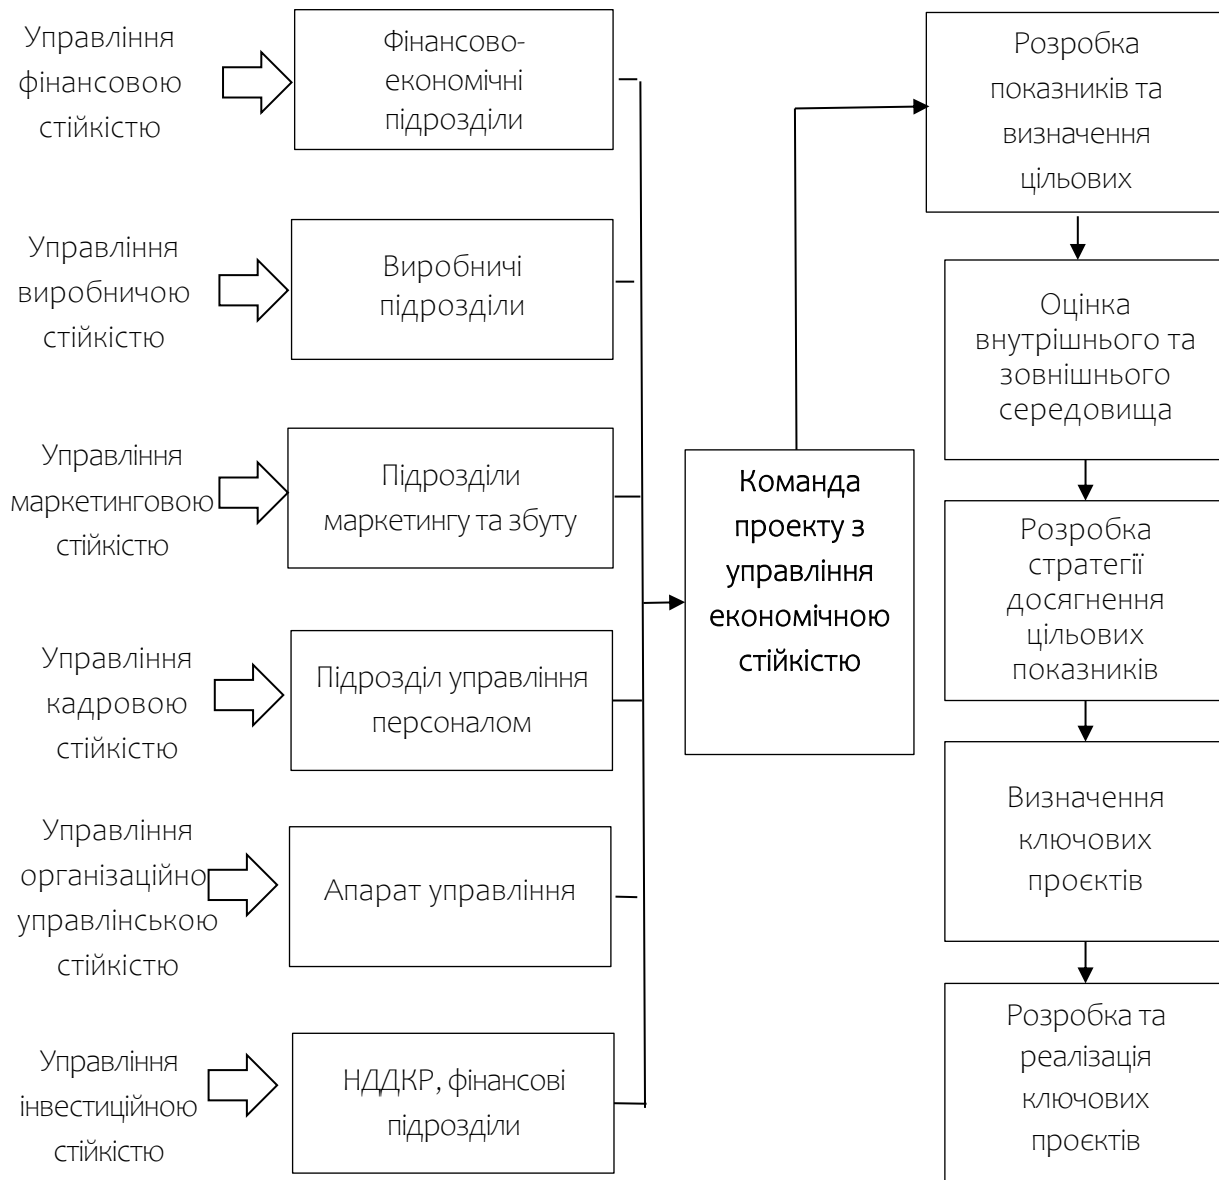 Управління
фінансовою
стійкістю
Фінансово-
економічні
підрозділи
Управління
виробничою
стійкістю
Виробничі
підрозділи
Управління
маркетинговою
стійкістю
Підрозділи
маркетингу та збуту
Управління
кадровою
стійкістю
Підрозділ управління
персоналом
Управління
організаційно
управлінською
стійкістю
Апарат управління
Управління
інвестиційною
стійкістю
НДДКР, фінансові
підрозділи
Команда
проекту з
управління
економічною
стійкістю
Розробка
показників та
визначення
цільових
Оцінка
внутрішнього та
зовнішнього
середовища
Розробка
стратегії
досягнення
цільових
показників
Визначення
ключових
проєктів
Розробка та
реалізація
ключових
проєктів